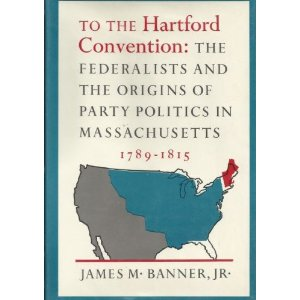 TO THE Hartford
Convention: THE
FEDERALISTS AND
THE ORIGINS OF
PARTY POLITICS IN
MASSACHUSETTS
1789-1815
JAMES M· BANNER, JR·